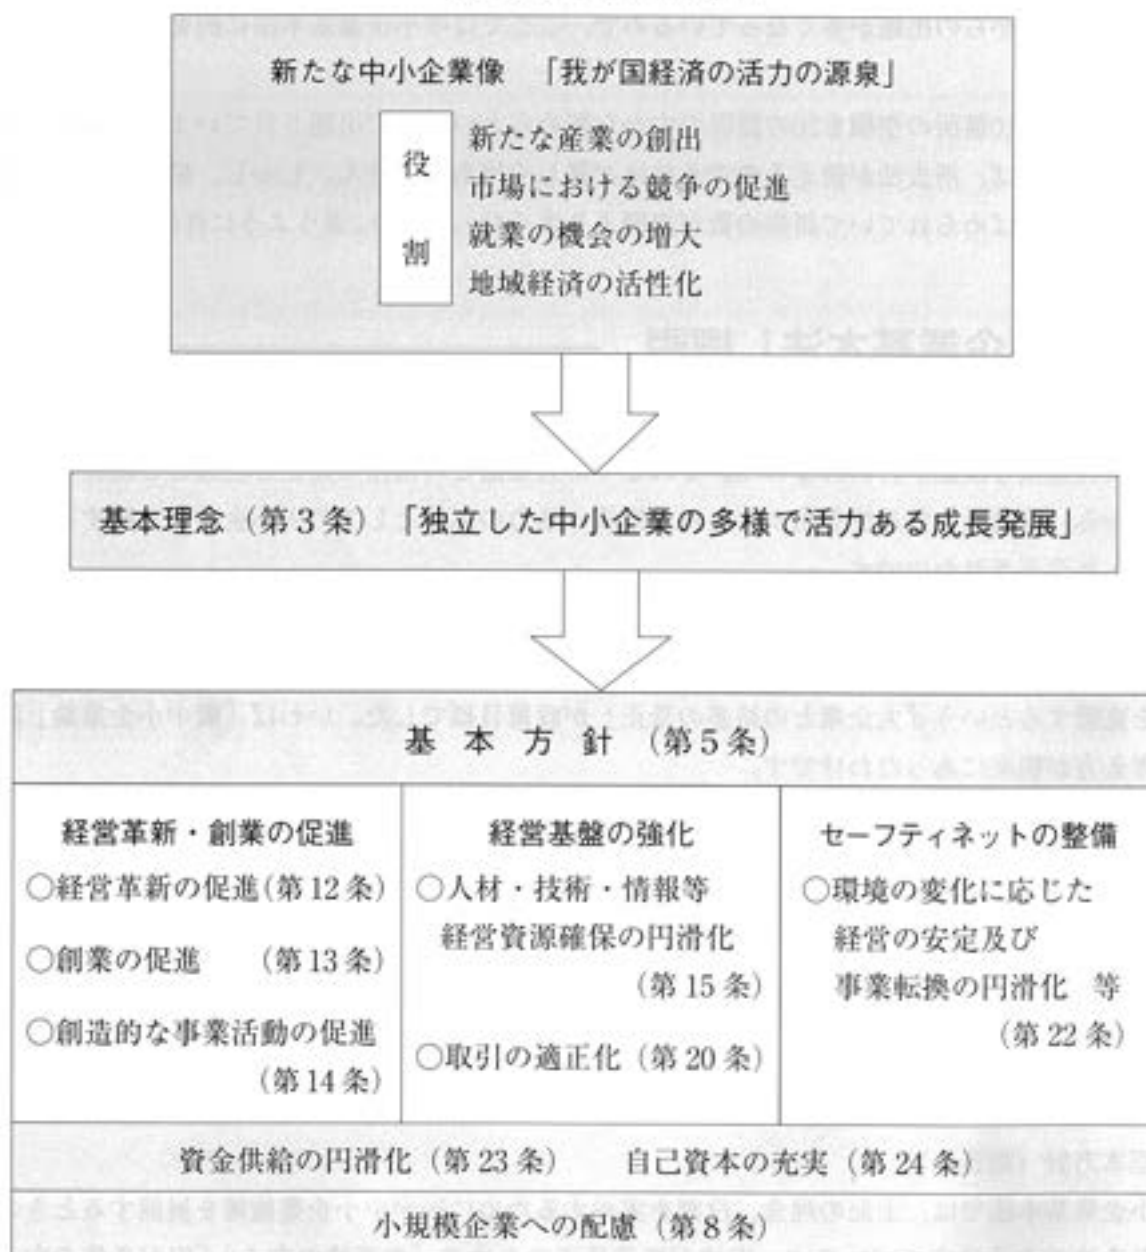 新たな中小企業像 「我が国経済の活力の源泉」
役割
新たな産業の創出
市場における競争の促進
就業の機会の増大
地域経済の活性化
基本理念(第3条)「独立した中小企業の多様で活力ある成長発展」
基本方針(第5条)
経営革新・創業の促進
○経営革新の促進(第12条)
○創業の促進 (第13条)
○創造的な事業活動の促進
(第14条)
経営基盤の強化
○人材・技術・情報等
経営資源確保の円滑化
(第15条)
○取引の適正化(第20条)
セーフティネットの整備
○環境の変化に応じた
経営の安定及び
事業転換の円滑化 等
(第22条)
資金供給の円滑化(第23条) 自己資本の充実(第24条)
小規模企業への配慮(第8条)